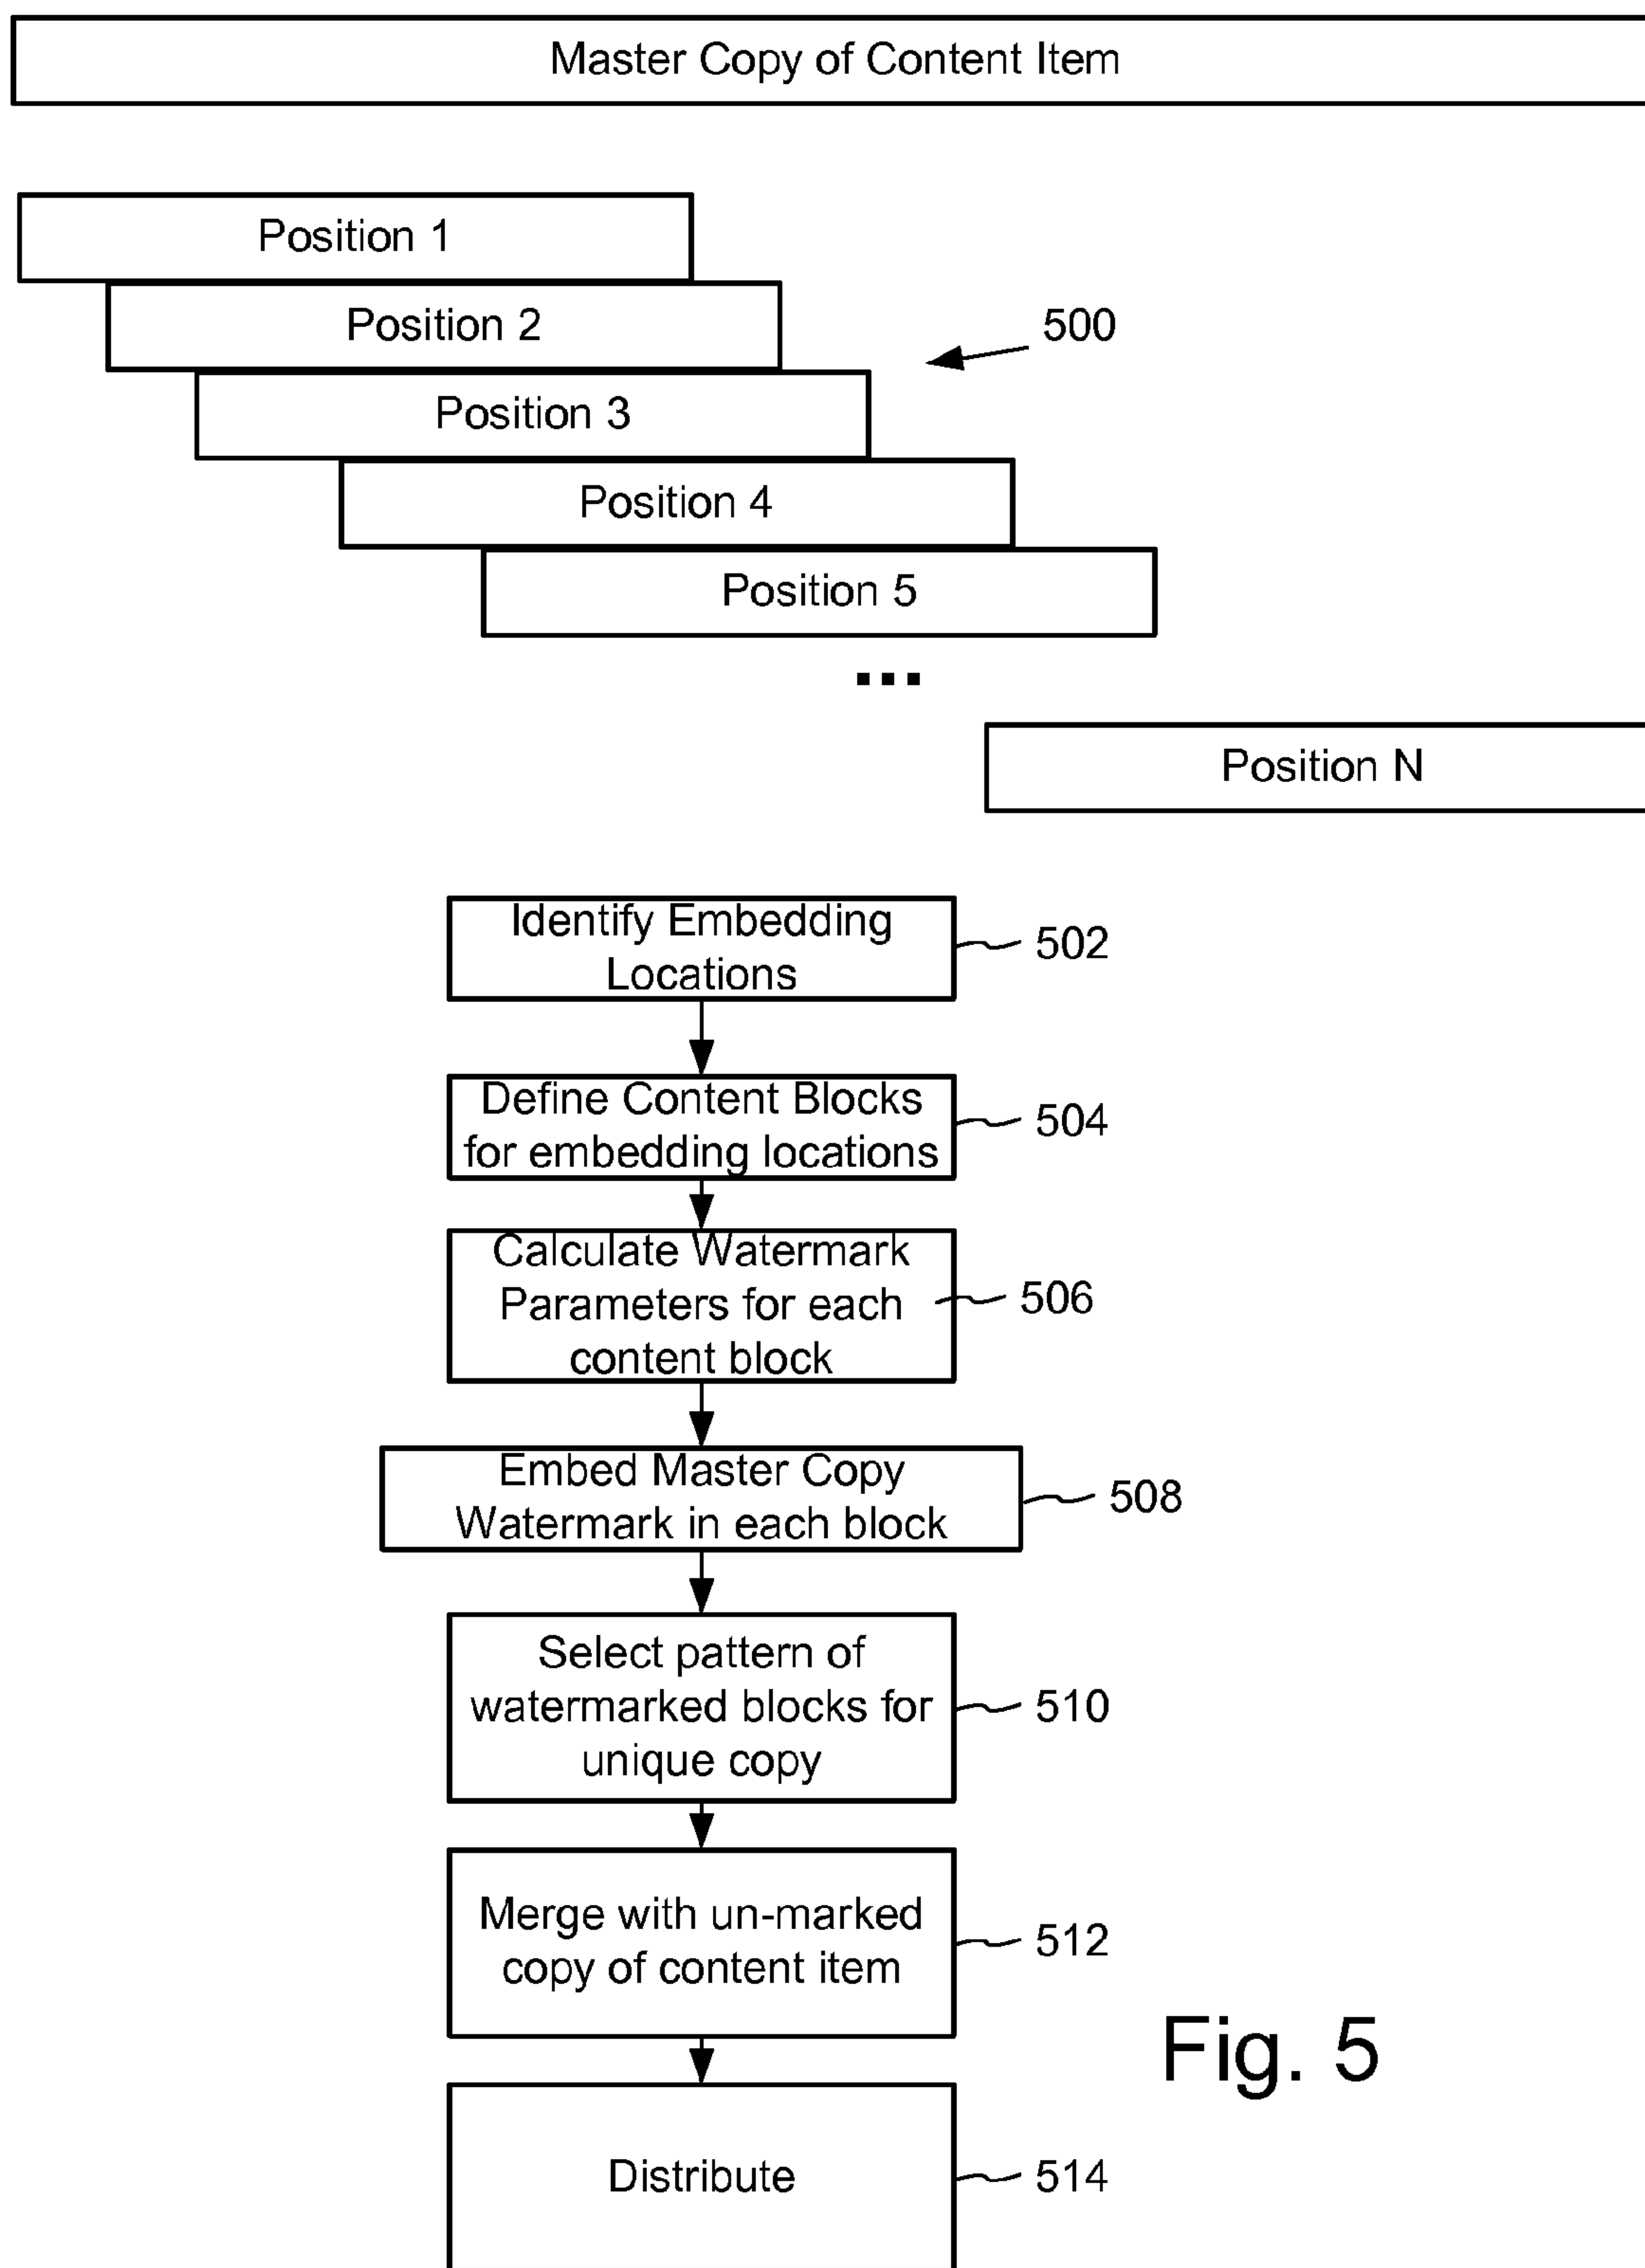 Master Copy of Content Item
Position 1
Position 2
500
Position 3
Position 4
Position 5
...
Position N
Identify Embedding
Locations
502
Define Content Blocks
for embedding locations
504
Calculate Watermark
Parameters for each
content block
506
Embed Master Copy
Watermark in each block
508
Select pattern of
watermarked blocks for
unique copy
510
Merge with un-marked
copy of content item
512
Fig. 5
Distribute
514